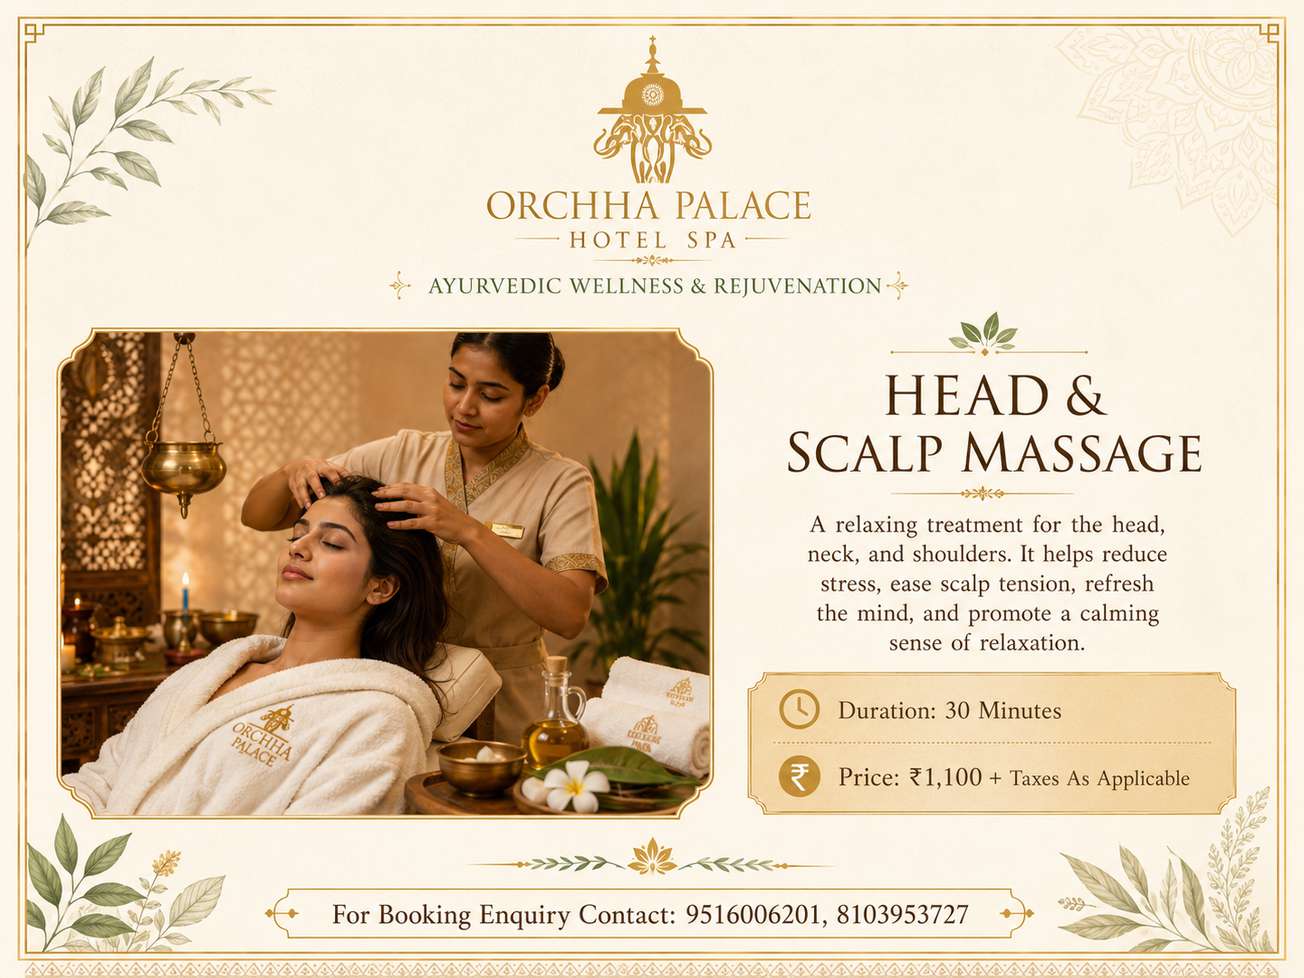 ORCHHA PALACE
HOTEL SPA
AYURVEDIC WELLNESS & REJUVENATION
HEAD &
SCALP MASSAGE
A relaxing treatment for the head,
neck, and shoulders. It helps reduce
stress, ease scalp tension, refresh
the mind, and promote a calming
sense of relaxation.
Duration: 30 Minutes
Price: ₹1,100 + Taxes As Applicable
ORCHHA
PALACE
For Booking Enquiry Contact: 9516006201, 8103953727